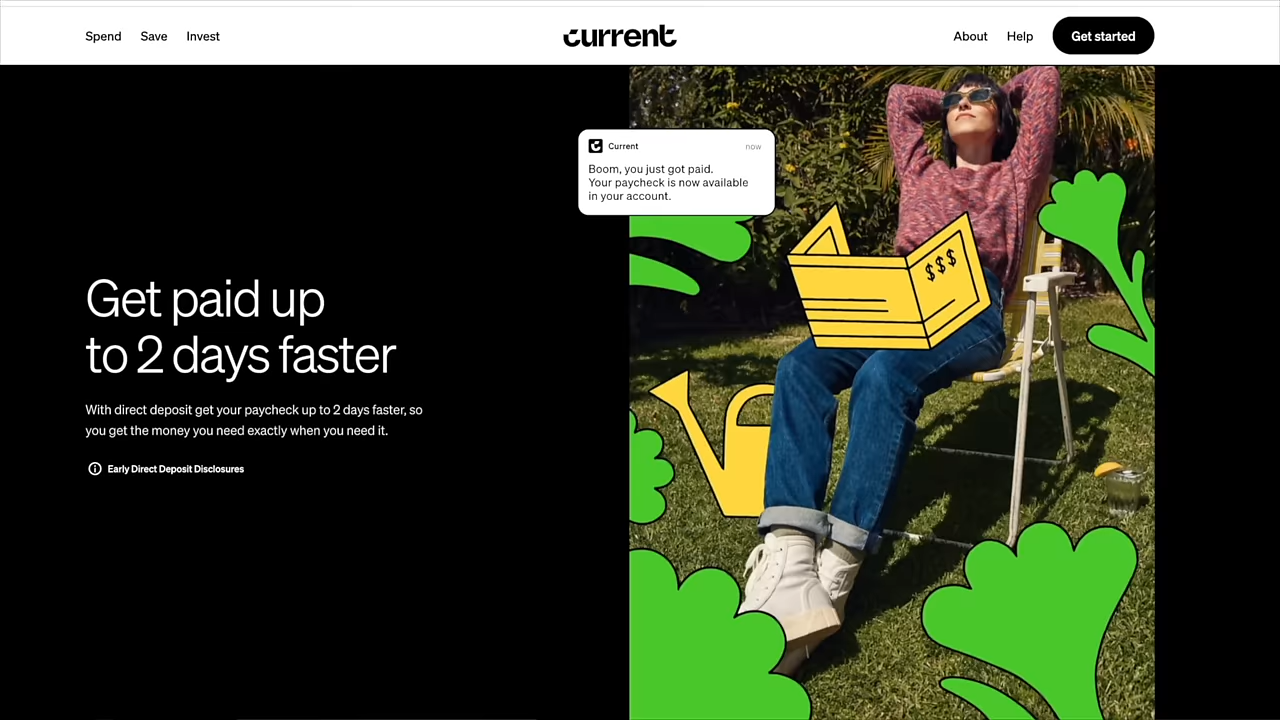 Spend Save Invest
current
About Help Get started
Current now
Boom, you just got paid.
Your paycheck is now available
in your account.
$$$
Get paid up
to 2 days faster
With direct deposit get your paycheck up to 2 days faster, so
you get the money you need exactly when you need it.
Early Direct Deposit Disclosures